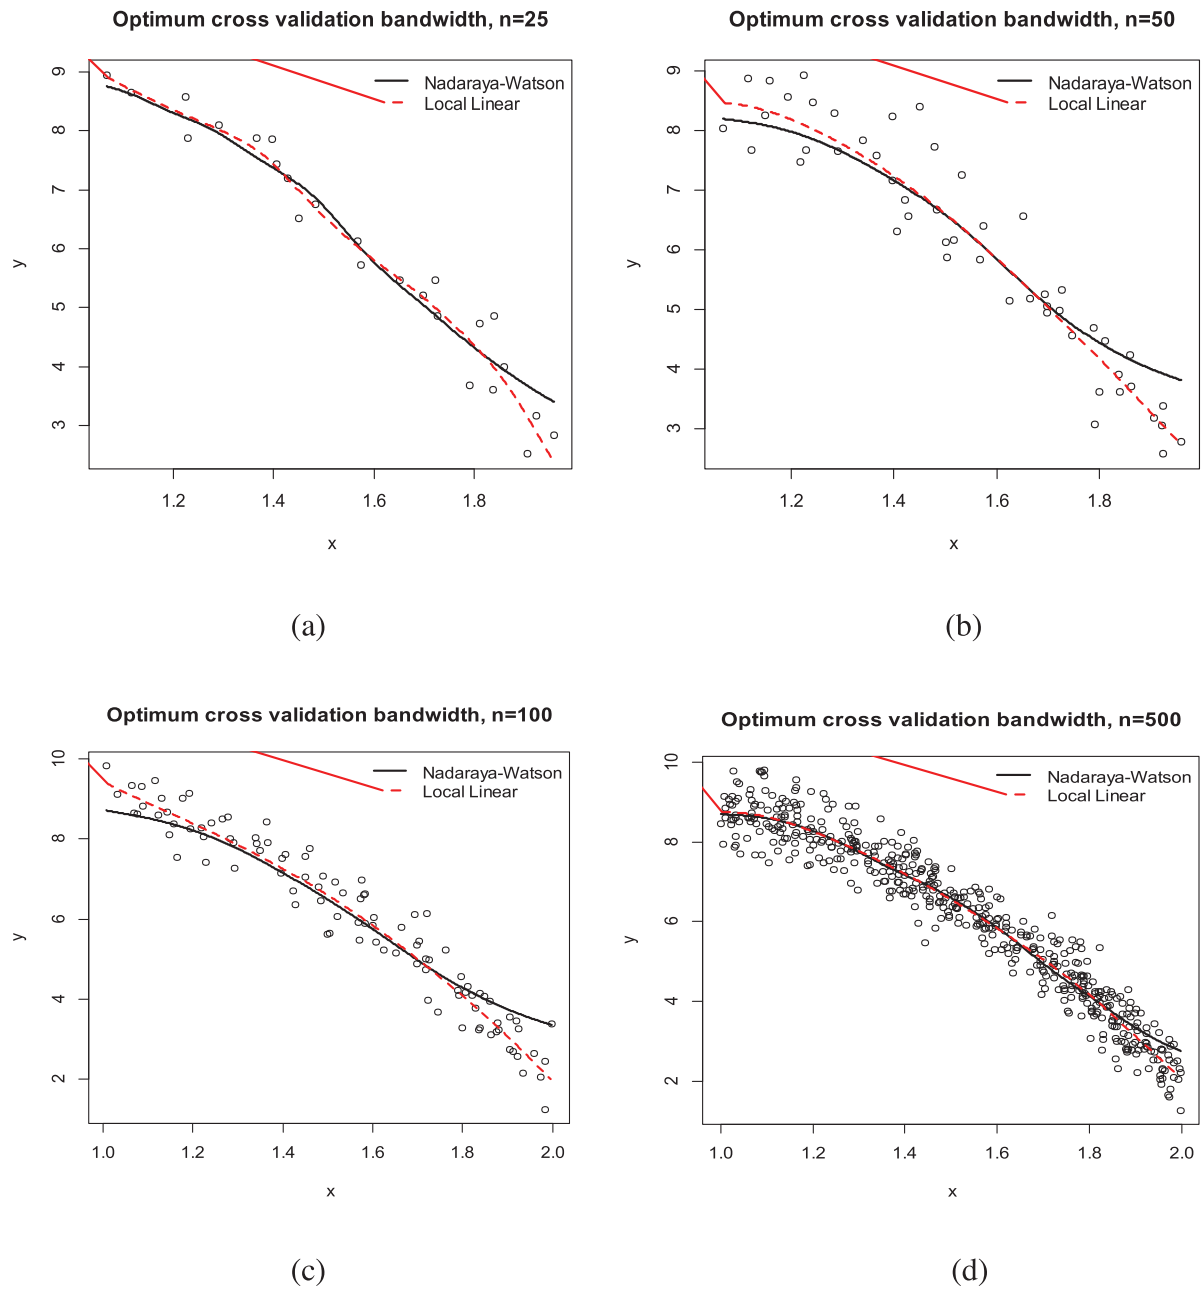 Optimum cross validation bandwidth, n=25
Nadaraya-Watson
Local Linear
9
8
7
6
5
4
3
y
1.2 1.4 1.6 1.8
x
(a)
Optimum cross validation bandwidth, n=50
Nadaraya-Watson
Local Linear
9
8
7
6
5
4
3
y
1.2 1.4 1.6 1.8
x
(b)
Optimum cross validation bandwidth, n=100
Nadaraya-Watson
Local Linear
10
8
6
4
2
y
1.0 1.2 1.4 1.6 1.8 2.0
x
(c)
Optimum cross validation bandwidth, n=500
Nadaraya-Watson
Local Linear
10
8
6
4
2
y
1.0 1.2 1.4 1.6 1.8 2.0
x
(d)